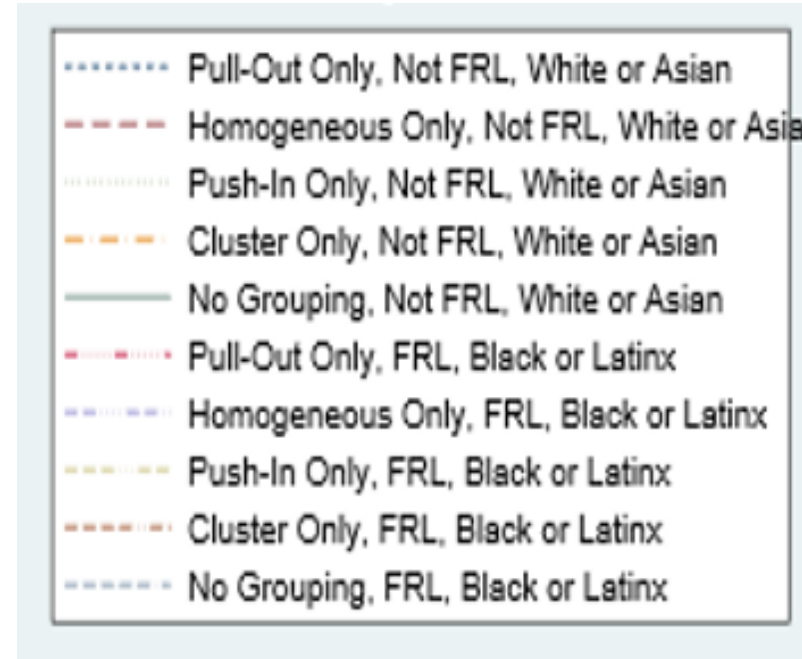 Pull-Out Only, Not FRL, White or Asian
Homogeneous Only, Not FRL, White or Asia
Push-In Only, Not FRL, White or Asian
Cluster Only, Not FRL, White or Asian
No Grouping, Not FRL, White or Asian
Pull-Out Only, FRL, Black or Latinx
Homogeneous Only, FRL, Black or Latinx
Push-In Only, FRL, Black or Latinx
Cluster Only, FRL, Black or Latinx
No Grouping, FRL, Black or Latinx